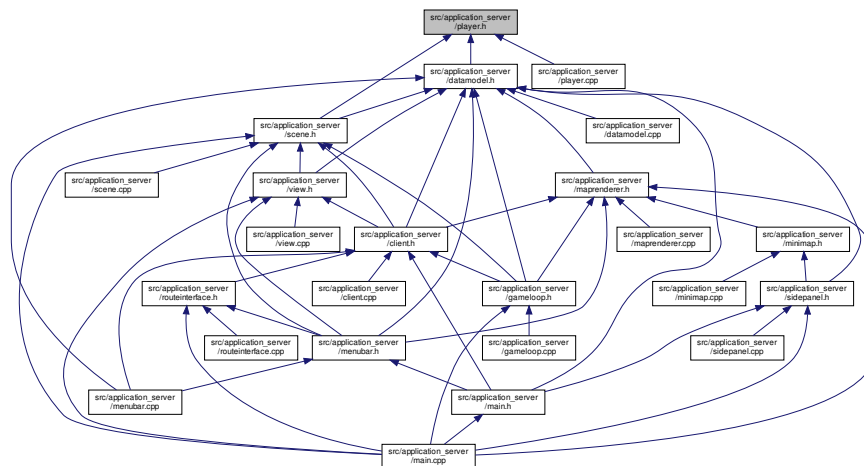 src/application_server
/player.h
src/application_server
/datamodel.h
src/application_server
/player.cpp
src/application_server
/scene.h
src/application_server
/datamodel.cpp
src/application_server
/scene.cpp
src/application_server
/view.h
src/application_server
/maprenderer.h
src/application_server
/view.cpp
src/application_server
/client.h
src/application_server
/maprenderer.cpp
src/application_server
/minimap.h
src/application_server
/routeinterface.h
src/application_server
/client.cpp
src/application_server
/gameloop.h
src/application_server
/minimap.cpp
src/application_server
/sidepanel.h
src/application_server
/routeinterface.cpp
src/application_server
/menubar.h
src/application_server
/gameloop.cpp
src/application_server
/sidepanel.cpp
src/application_server
/menubar.cpp
src/application_server
/main.h
src/application_server
/main.cpp